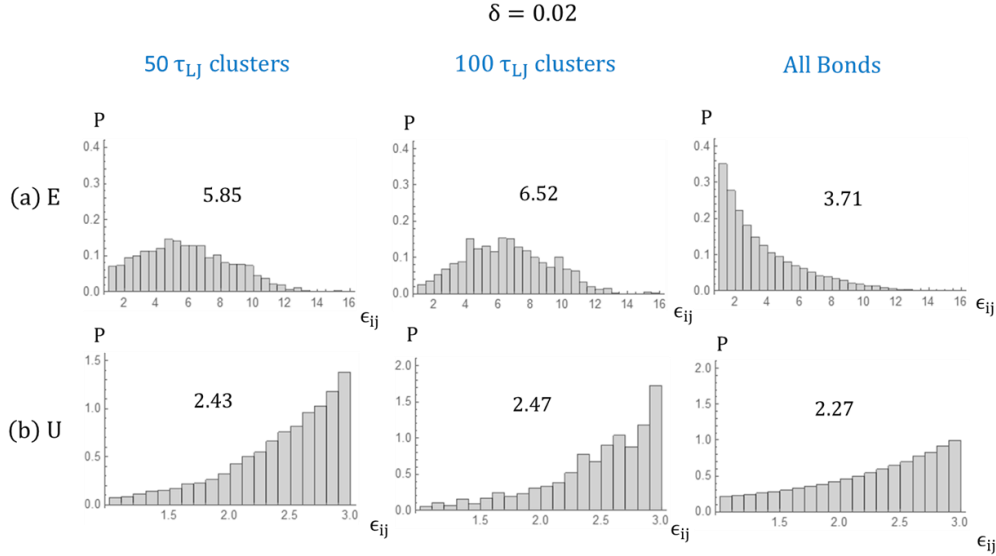 δ = 0.02
50 τLJ clusters 100 τLJ clusters All Bonds
P P P
(a) E
0.4 0.3 0.2 0.1 0.0
5.85
2 4 6 8 10 12 14 16
ϵij
0.4 0.3 0.2 0.1 0.0
6.52
2 4 6 8 10 12 14 16
ϵij
0.4 0.3 0.2 0.1 0.0
3.71
2 4 6 8 10 12 14 16
ϵij
P P P
(b) U
1.5 1.0 0.5 0.0
2.43
1.5 2.0 2.5 3.0
ϵij
2.0 1.5 1.0 0.5 0.0
2.47
1.5 2.0 2.5 3.0
ϵij
2.0 1.5 1.0 0.5 0.0
2.27
1.5 2.0 2.5 3.0
ϵij